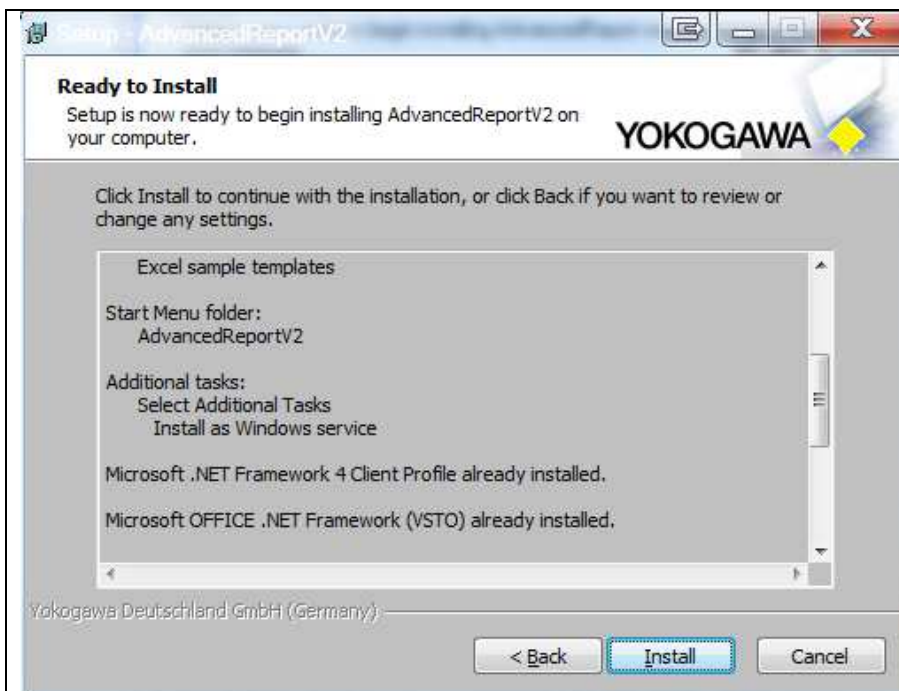 Setup - AdvancedReportV2
Ready to Install
Setup is now ready to begin installing AdvancedReportV2 on
your computer.
YOKOGAWA
Click Install to continue with the installation, or click Back if you want to review or
change any settings.
Excel sample templates
Start Menu folder:
AdvancedReportV2
Additional tasks:
Select Additional Tasks
Install as Windows service
Microsoft .NET Framework 4 Client Profile already installed.
Microsoft OFFICE .NET Framework (VSTO) already installed.
Yokogawa Deutschland GmbH (Germany)
< Back
Install
Cancel